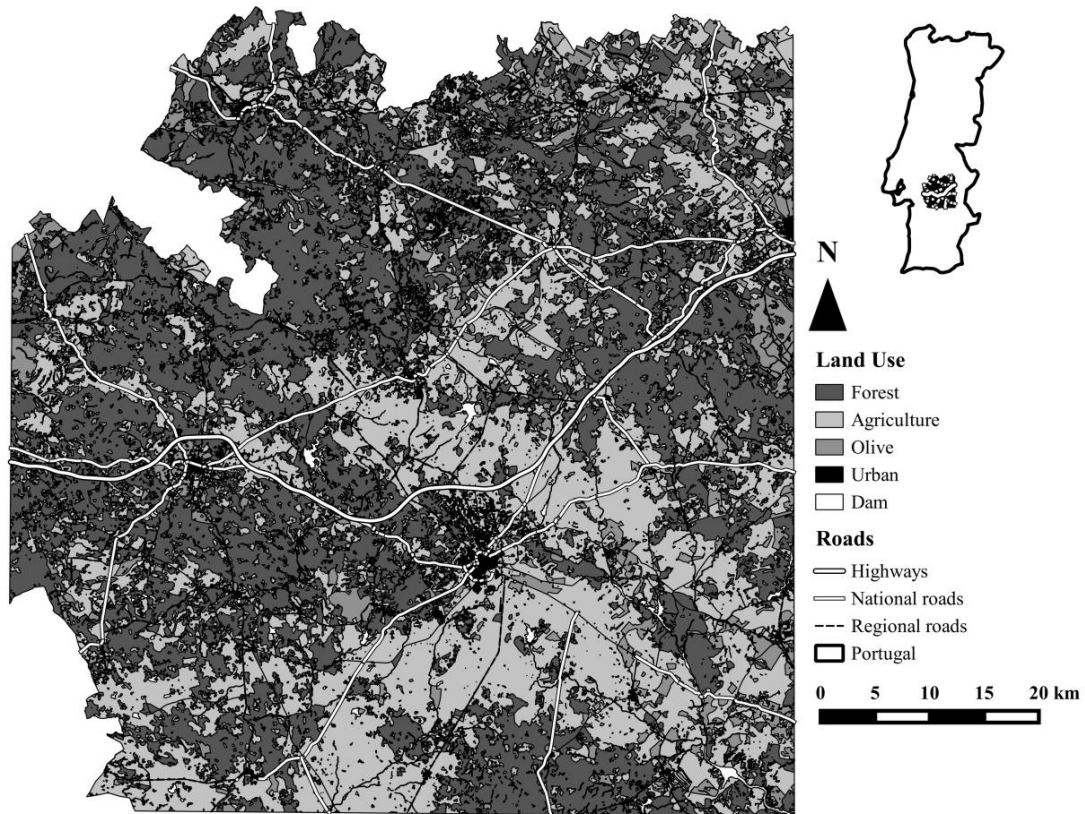 N
Land Use
Forest
Agriculture
Olive
Urban
Dam
Roads
Highways
National roads
Regional roads
Portugal
0 5 10 15 20 km